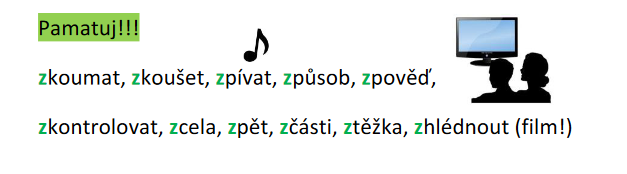 Pamatuj!!!
zkoumat, zkoušet, zpívat, způsob, zpověď,
zkontrolovat, zcela, zpět, zčásti, ztěžka, zhlédnout (film!)